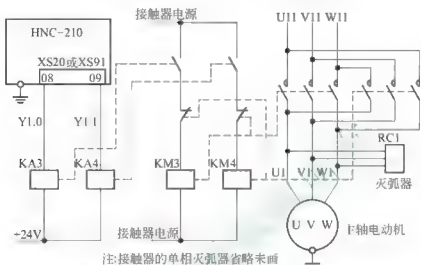 接触器电源
U11 V11 W11
HNC-210
XS20或XS91
08 09
Y1.0 Y1.1
KA3 KA4 KM3 KM4
RC1
U1 V1 W1
灭弧器
+24V
接触器电源
U V W
主轴电动机
注:接触器的单相灭弧器省略未画